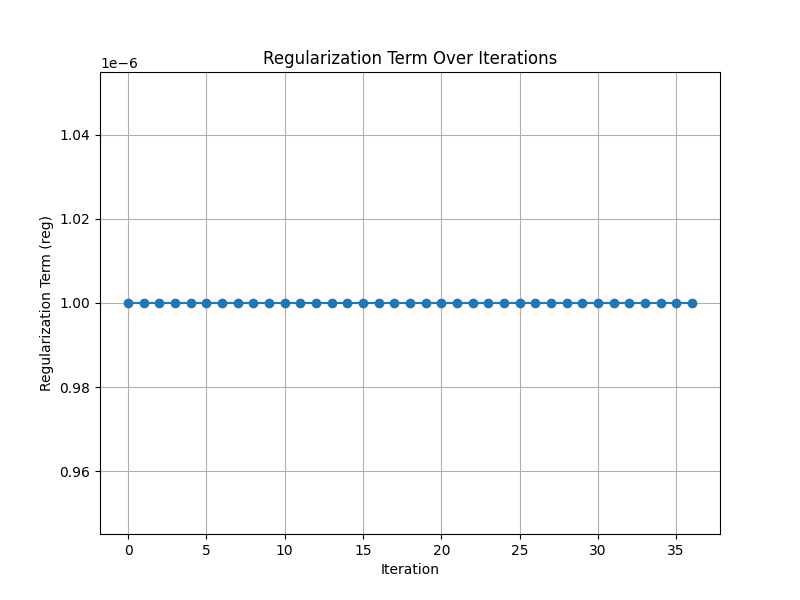 Regularization Term Over Iterations
1e−6
Regularization Term (reg)
1.04
1.02
1.00
0.98
0.96
0 5 10 15 20 25 30 35
Iteration